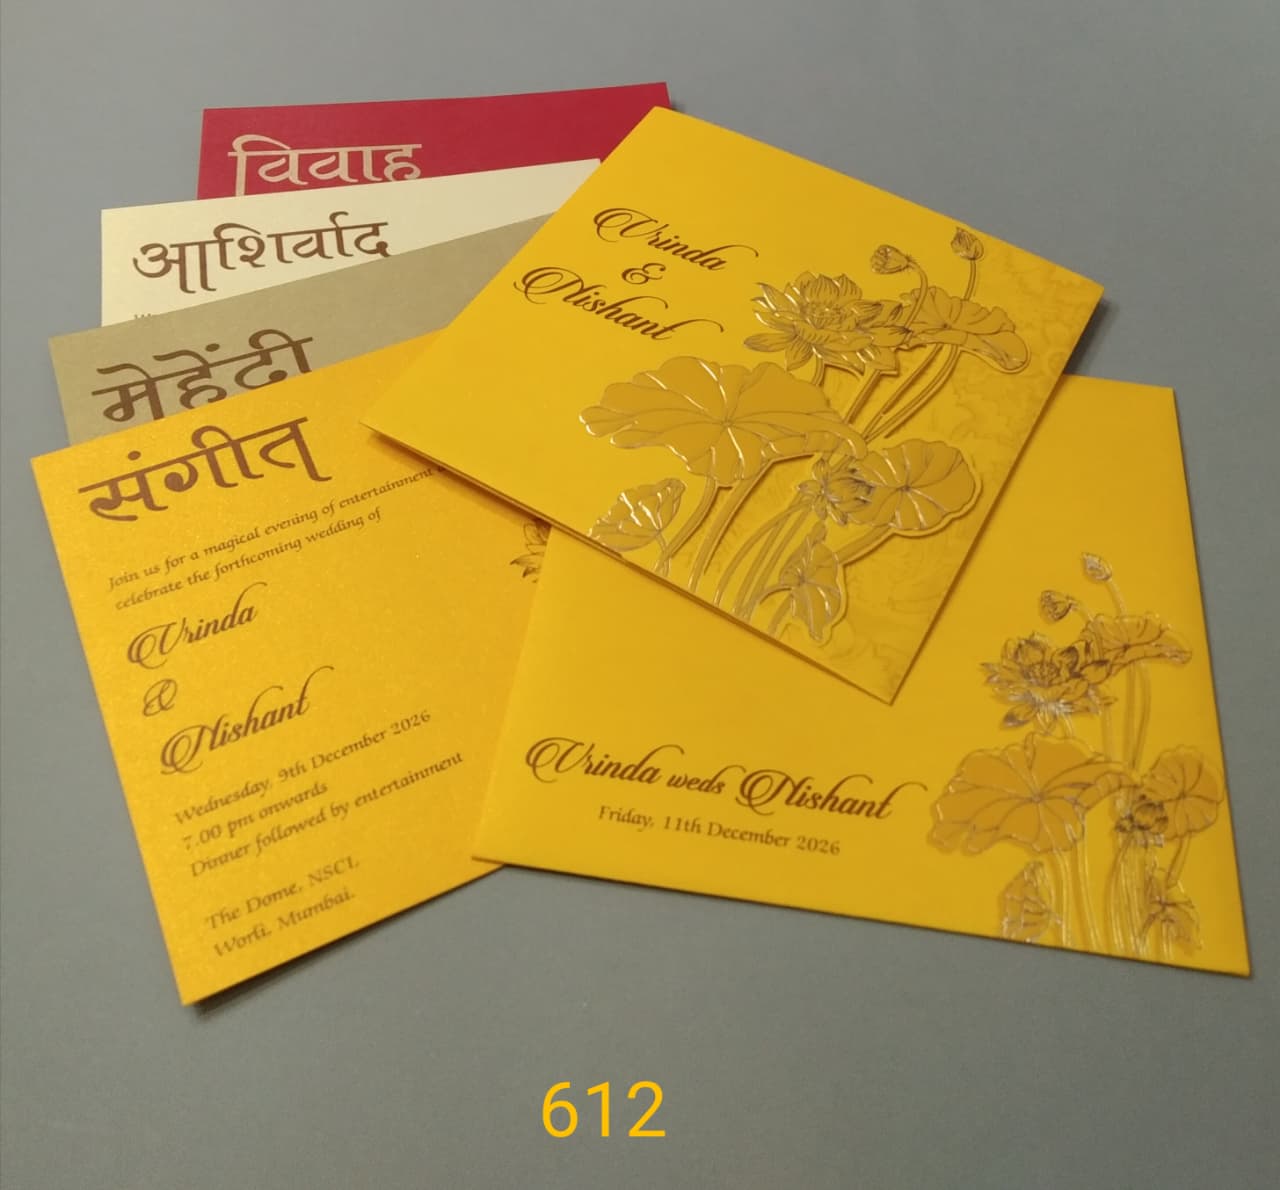 विवाह
आशिर्वाद
मेहेंदी
संगीत
Join us for a magical evening of entertainment
celebrate the forthcoming wedding of
Vrinda
&
Nishant
Wednesday, 9th December 2026
7.00 pm onwards
Dinner followed by entertainment
The Dome, NSCI,
Worli, Mumbai.
Vrinda
&
Nishant
Vrinda weds Nishant
Friday, 11th December 2026
612